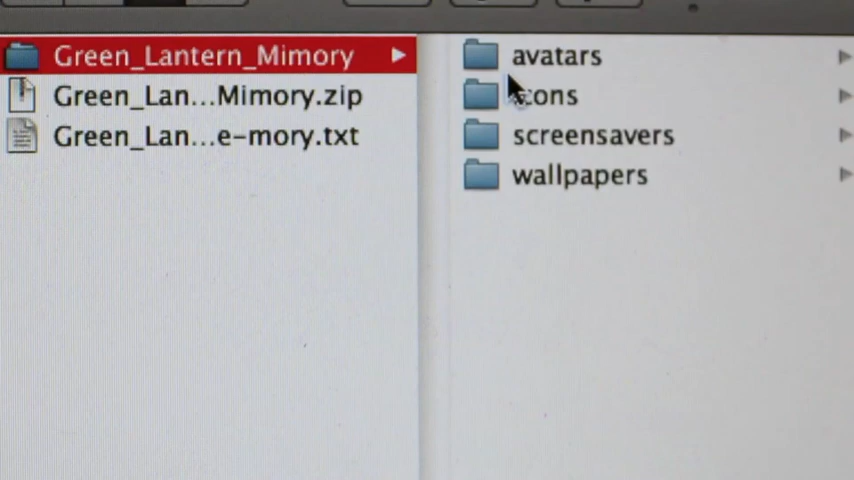 Green_Lantern_Mimory
Green_Lan...Mimory.zip
Green_Lan...e-mory.txt
avatars
icons
screensavers
wallpapers